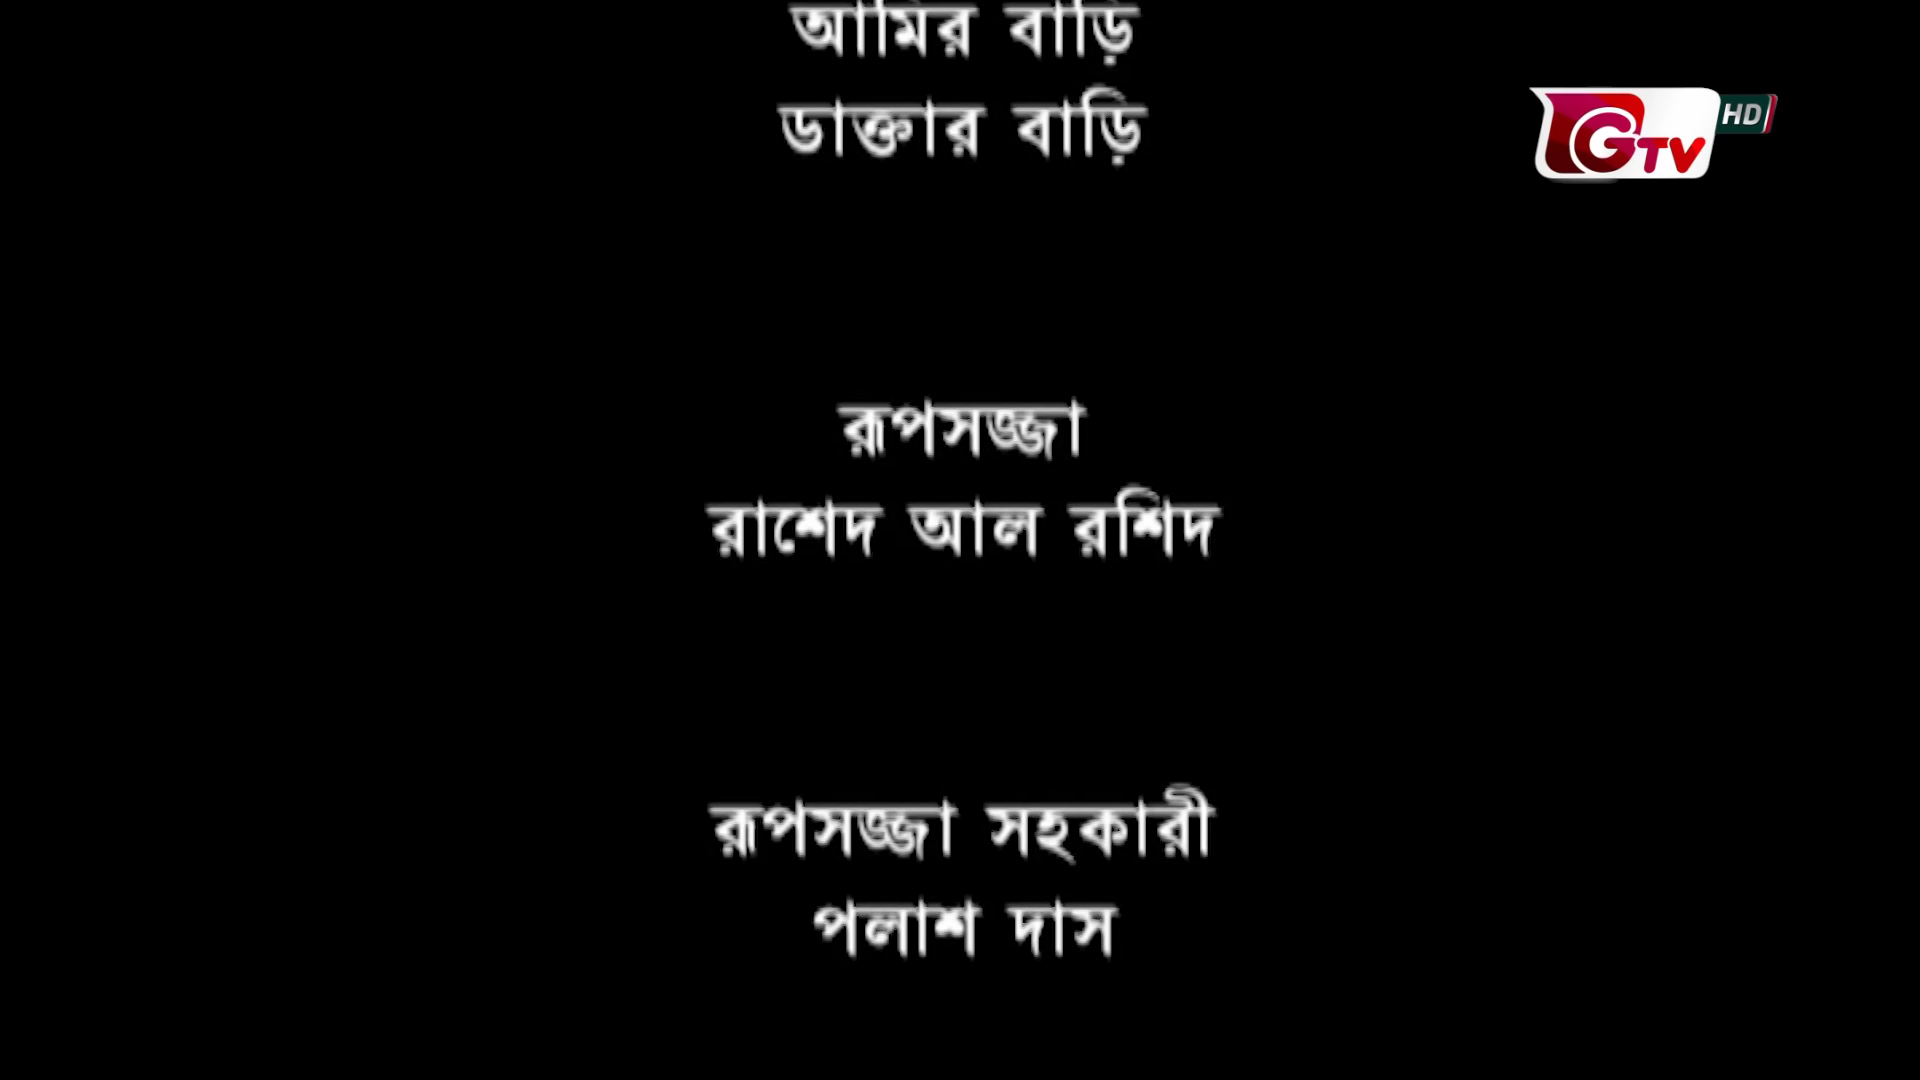 আমির বাড়ি
ডাক্তার বাড়ি
GTV HD
রূপসজ্জা
রাশেদ আল রশিদ
রূপসজ্জা সহকারী
পলাশ দাস